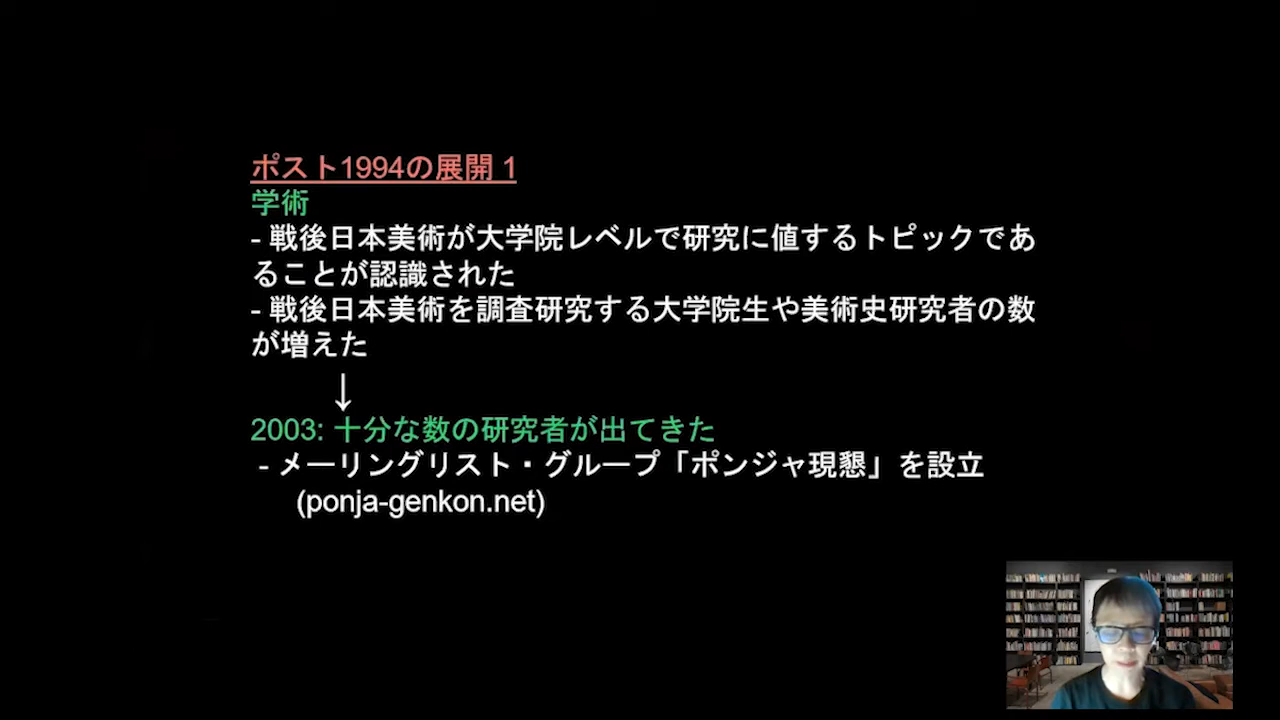 ポスト1994の展開 1
学術
- 戦後日本美術が大学院レベルで研究に値するトピックであ
ることが認識された
- 戦後日本美術を調査研究する大学院生や美術史研究者の数
が増えた
↓
2003: 十分な数の研究者が出てきた
- メーリングリスト・グループ「ポンジャ現懇」を設立
(ponja-genkon.net)